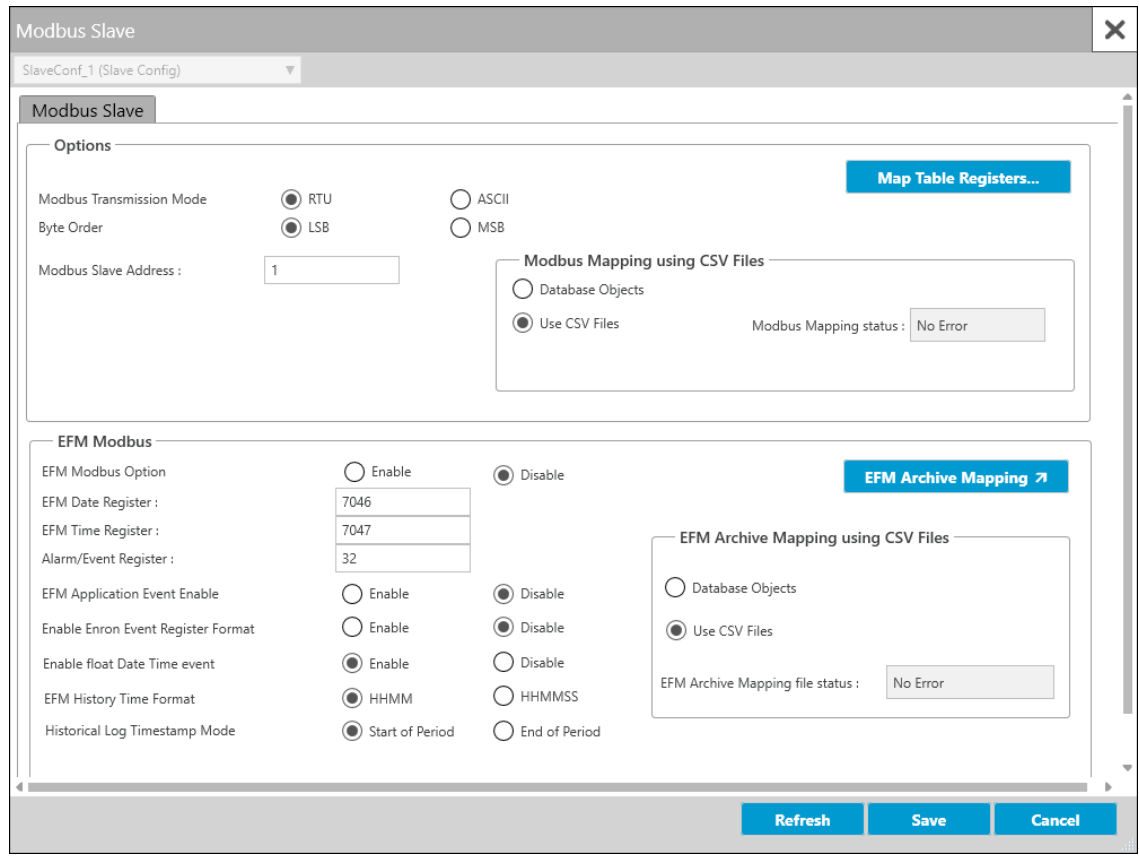 Modbus Slave
SlaveConf_1 (Slave Config)
Modbus Slave
Options
Map Table Registers...
Modbus Transmission Mode RTU ASCII
Byte Order LSB MSB
Modbus Slave Address : 1
Modbus Mapping using CSV Files
Database Objects
Use CSV Files Modbus Mapping status : No Error
EFM Modbus
EFM Modbus Option Enable Disable
EFM Archive Mapping
EFM Date Register : 7046
EFM Time Register : 7047
Alarm/Event Register : 32
EFM Application Event Enable Enable Disable
Enable Enron Event Register Format Enable Disable
Enable float Date Time event Enable Disable
EFM History Time Format HHMM HHMMSS
Historical Log Timestamp Mode Start of Period End of Period
EFM Archive Mapping using CSV Files
Database Objects
Use CSV Files
EFM Archive Mapping file status : No Error
Refresh Save Cancel